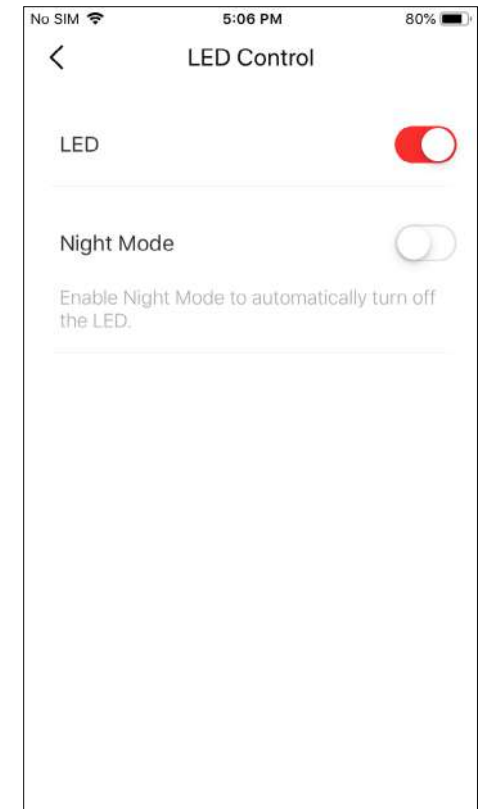 No SIM 5:06 PM 80%
LED Control
LED
Night Mode
Enable Night Mode to automatically turn off
the LED.